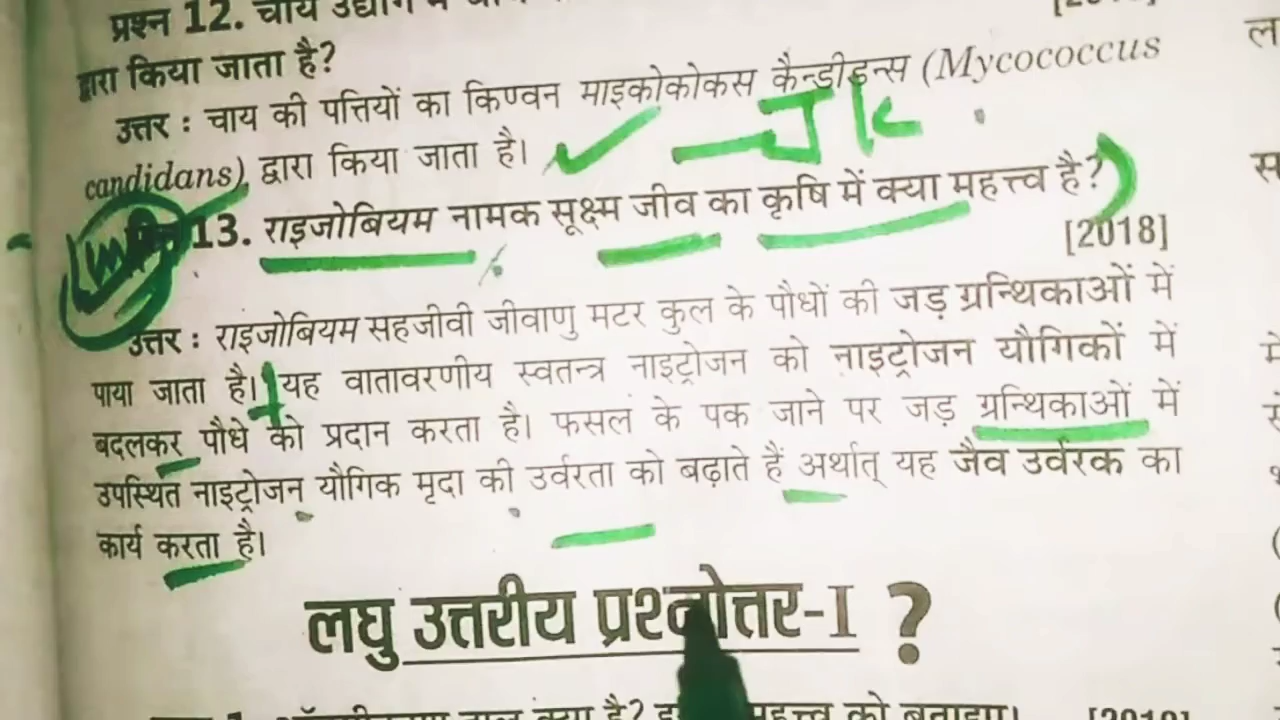 प्रश्न 12. चाय उद्योग में
द्वारा किया जाता है?
उत्तर : चाय की पत्तियों का किण्वन माइकोकोकस कैन्डीडन्स (Mycococcus
candidans) द्वारा किया जाता है।
13. राइजोबियम नामक सूक्ष्म जीव का कृषि में क्या महत्त्व है?
[2018]
उत्तर : राइजोबियम सहजीवी जीवाणु मटर कुल के पौधों की जड़ ग्रन्थिकाओं में
पाया जाता है। यह वातावरणीय स्वतन्त्र नाइट्रोजन को नाइट्रोजन यौगिकों में
बदलकर पौधे को प्रदान करता है। फसल के पक जाने पर जड़ ग्रन्थिकाओं में
उपस्थित नाइट्रोजन यौगिक मृदा की उर्वरता को बढ़ाते हैं अर्थात् यह जैव उर्वरक का
कार्य करता है।
लघु उत्तरीय प्रश्नोत्तर-I ?
क्या है? महत्त्व को बताइए।